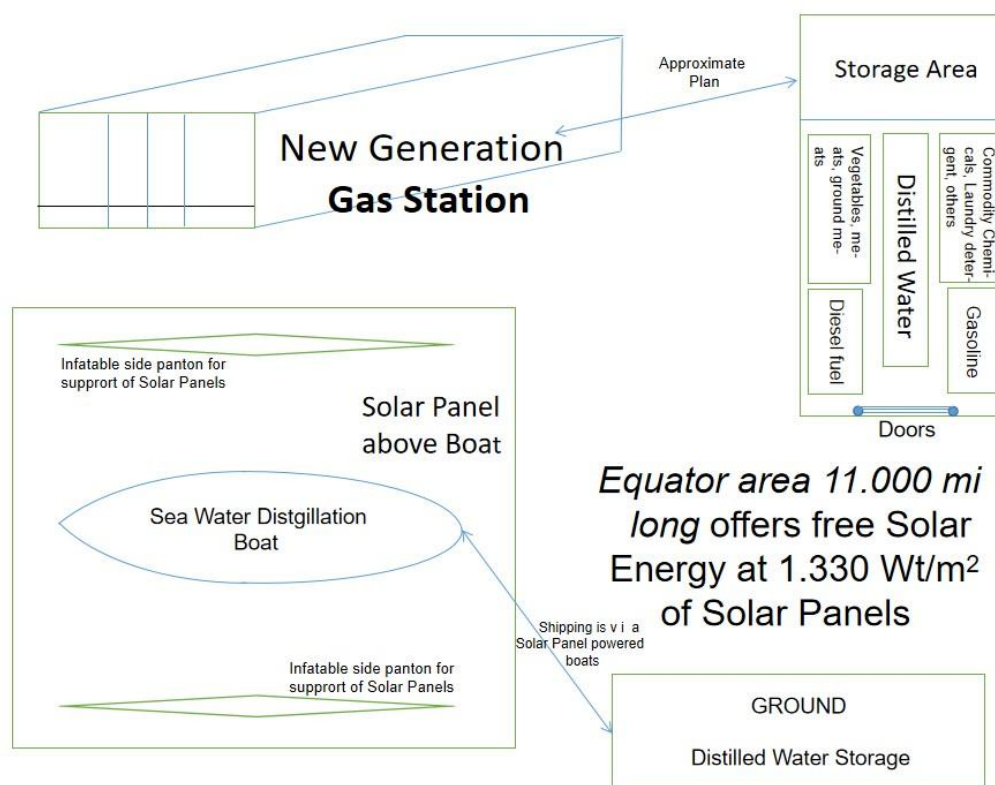 Approximate
Plan
Storage Area
New Generation
Gas Station
Vegetables, me-
ats, ground me-
ats
Distilled Water
Commodity Chemi-
cals, Laundry deter-
gent, others
Diesel fuel
Gasoline
Doors
Infatable side panton for
supprort of Solar Panels
Solar Panel
above Boat
Sea Water Distgillation
Boat
Equator area 11.000 mi
long offers free Solar
Energy at 1.330 Wt/m²
of Solar Panels
Shipping is v i a
Solar Panel powered
boats
Infatable side panton for
supprort of Solar Panels
GROUND
Distilled Water Storage